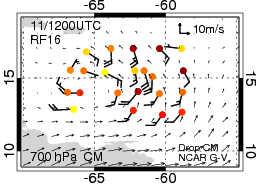 -65 -60
11/1200UTC
RF16
10m/s
15 15
10 10
700 hPa CM
DropCM
NCAR G-V
-65 -60